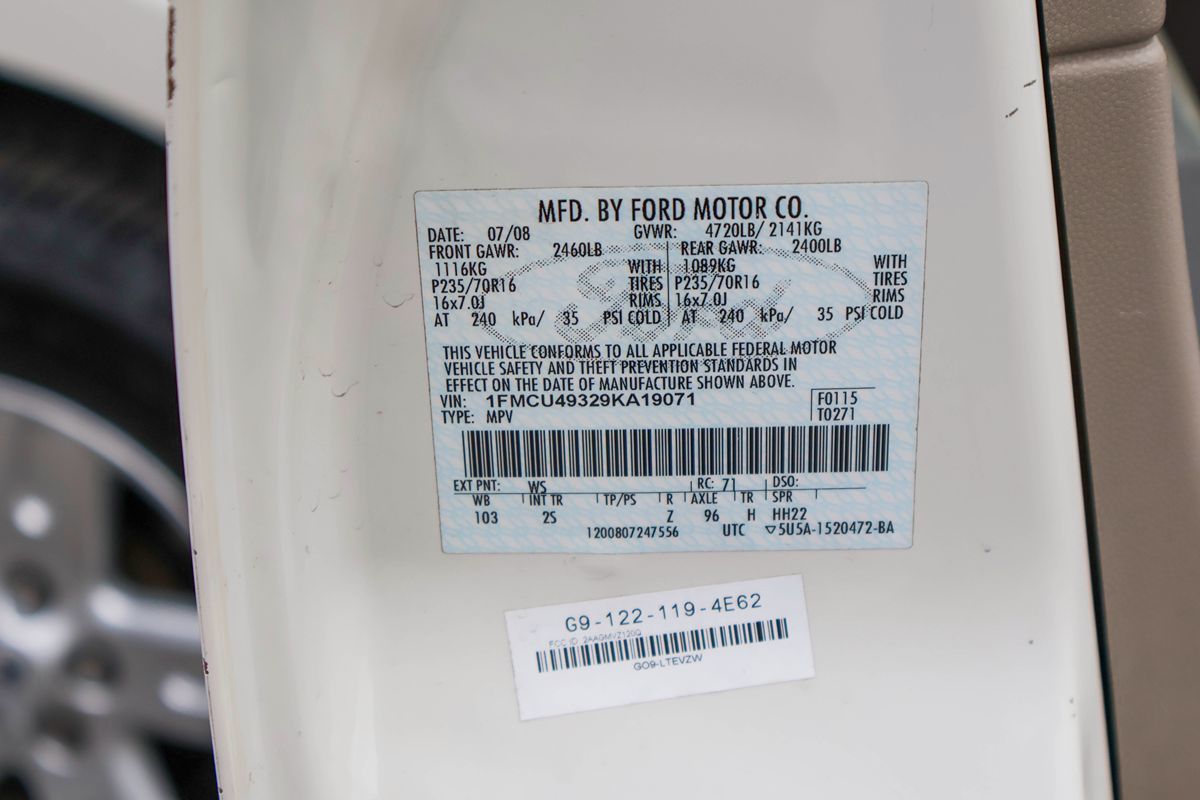 MFD. BY FORD MOTOR CO.
DATE: 07/08 GVWR: 4720LB/ 2141KG
FRONT GAWR: 2460LB REAR GAWR: 2400LB
1116KG WITH 1089KG WITH
P235/70R16 TIRES P235/70R16 TIRES
16x7.0J RIMS 16x7.0J RIMS
AT 240 kPa/ 35 PSI COLD AT 240 kPa/ 35 PSI COLD
Ford
THIS VEHICLE CONFORMS TO ALL APPLICABLE FEDERAL MOTOR
VEHICLE SAFETY AND THEFT PREVENTION STANDARDS IN
EFFECT ON THE DATE OF MANUFACTURE SHOWN ABOVE.
VIN: 1FMCU49329KA19071 F0115
TYPE: MPV T0271
EXT PNT: WS RC: 71 DSO:
WB INT TR TP/PS R AXLE TR SPR
103 2S Z 96 H HH22
1200807247556 UTC ▽5U5A-1520472-BA
G9-122-119-4E62
FCC ID 2AAGMVZ120Q
GO9-LTEVZW